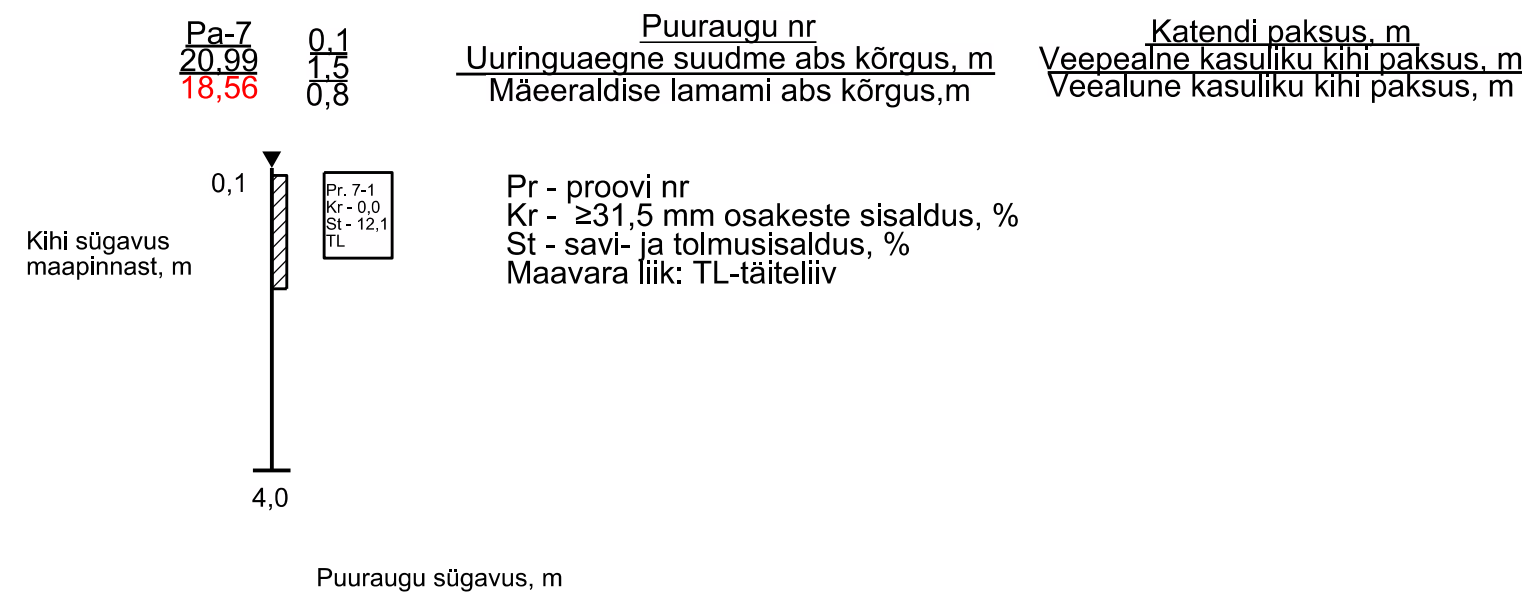 Pa-7
20,99
18,56
0,1
1,5
0,8
Puuraugu nr
Uuringuaegne suudme abs kõrgus, m
Mäeeraldise lamami abs kõrgus,m
Katendi paksus, m
Veepealne kasuliku kihi paksus, m
Veealune kasuliku kihi paksus, m
0,1
Kihi sügavus
maapinnast, m
Pr. 7-1
Kr - 0,0
St - 12,1
TL
Pr - proovi nr
Kr - ≥31,5 mm osakeste sisaldus, %
St - savi- ja tolmusisaldus, %
Maavara liik: TL-täiteliiv
4,0
Puuraugu sügavus, m